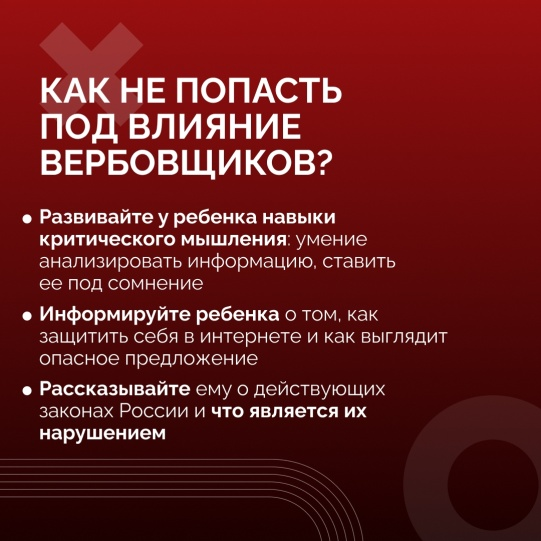 КАК НЕ ПОПАСТЬ
ПОД ВЛИЯНИЕ
ВЕРБОВЩИКОВ?
Развивайте у ребенка навыки
критического мышления: умение
анализировать информацию, ставить
ее под сомнение
Информируйте ребенка о том, как
защитить себя в интернете и как выглядит
опасное предложение
Рассказывайте ему о действующих
законах России и что является их
нарушением